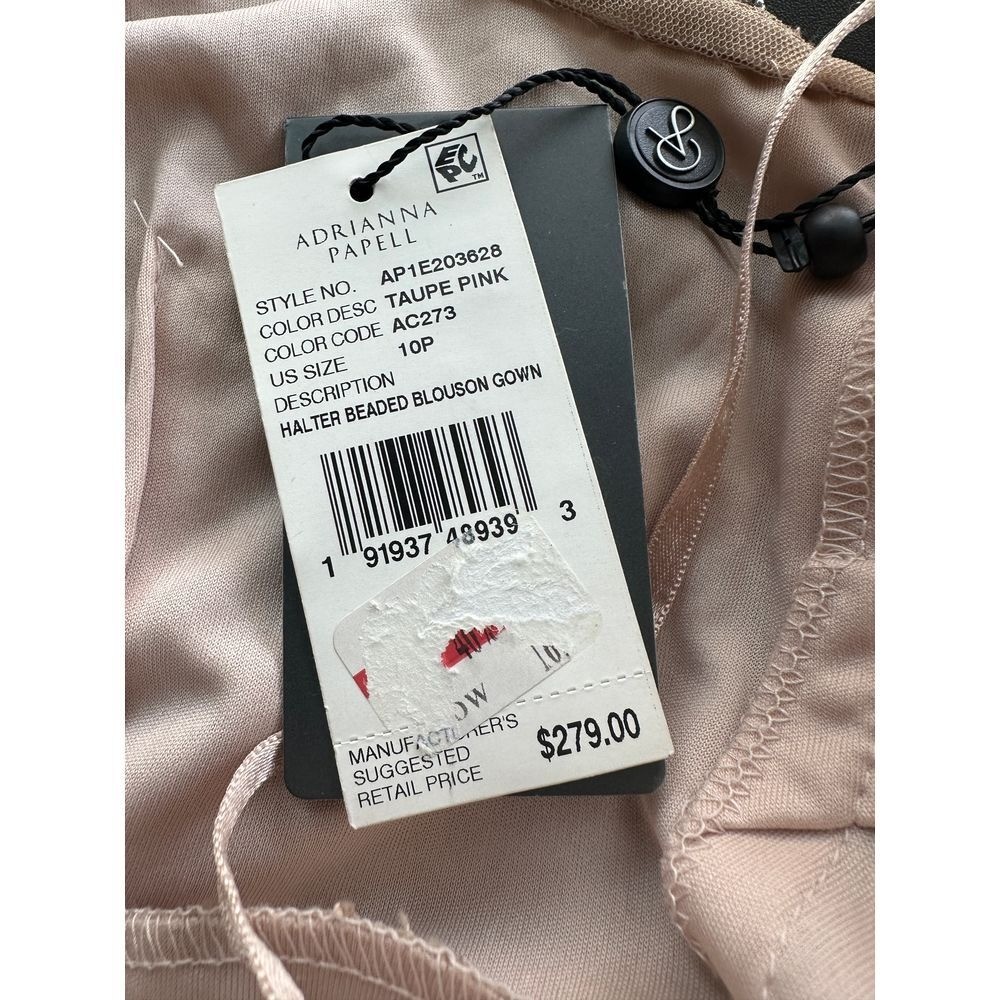 EPC™
ADRIANNA
PAPELL
STYLE NO. AP1E203628
COLOR DESC TAUPE PINK
COLOR CODE AC273
US SIZE 10P
DESCRIPTION
HALTER BEADED BLOUSON GOWN
1 91937 48939 3
MANUFACTURER'S
SUGGESTED
RETAIL PRICE
$279.00